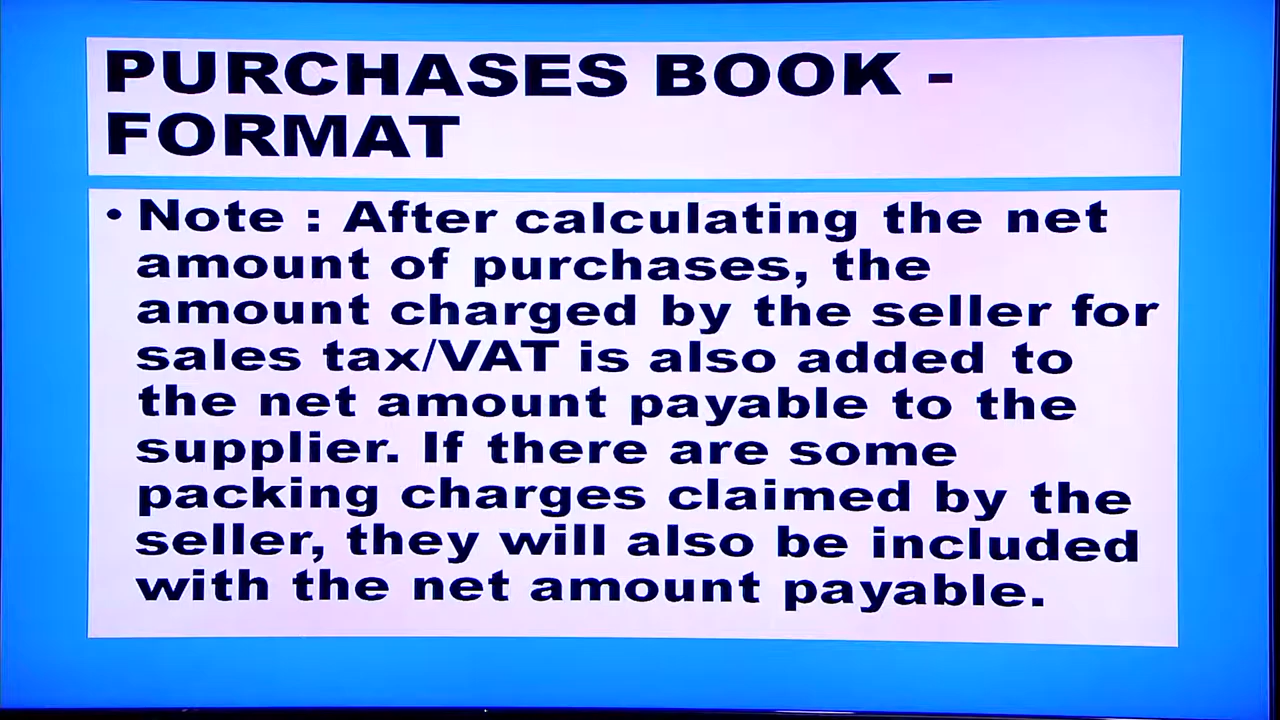 PURCHASES BOOK -
FORMAT
• Note : After calculating the net
amount of purchases, the
amount charged by the seller for
sales tax/VAT is also added to
the net amount payable to the
supplier. If there are some
packing charges claimed by the
seller, they will also be included
with the net amount payable.